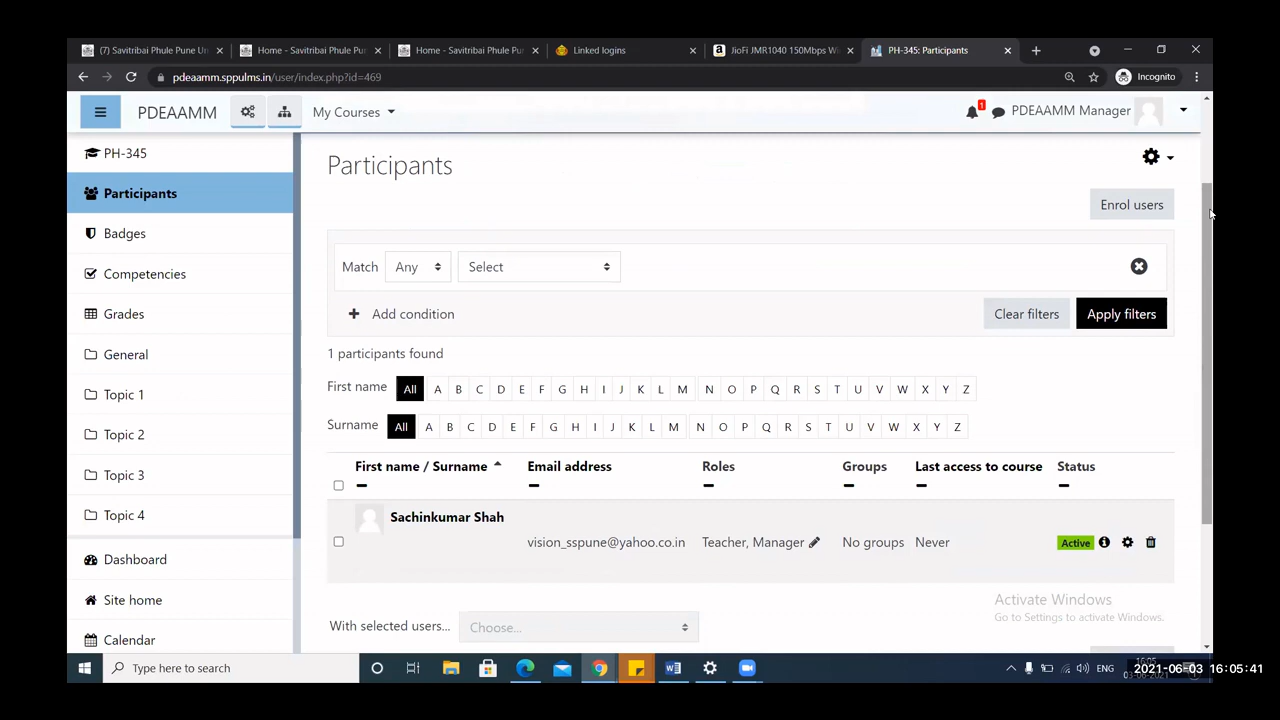 (7) Savitribai Phule Pune Un
Home - Savitribai Phule Pun
Home - Savitribai Phule Pun
Linked logins
JioFi JMR1040 150Mbps Wi
PH-345: Participants
pdeaamm.sppulms.in/user/index.php?id=469
Incognito
PDEAAMM
My Courses
1
PDEAAMM Manager
PH-345
Participants
Badges
Competencies
Grades
General
Topic 1
Topic 2
Topic 3
Topic 4
Dashboard
Site home
Calendar
Participants
Enrol users
Match Any Select
Add condition
Clear filters
Apply filters
1 participants found
First name All A B C D E F G H I J K L M N O P Q R S T U V W X Y Z
Surname All A B C D E F G H I J K L M N O P Q R S T U V W X Y Z
First name / Surname Email address Roles Groups Last access to course Status
Sachinkumar Shah
vision_sspune@yahoo.co.in Teacher, Manager No groups Never Active
Activate Windows
Go to Settings to activate Windows.
With selected users... Choose...
Type here to search
ENG
2021-06-03 16:05:41